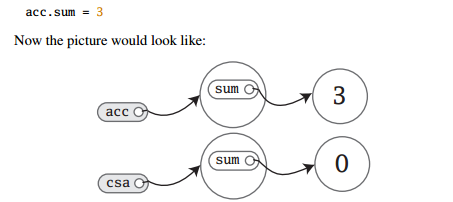 acc.sum = 3
Now the picture would look like:
sum
3
acc
sum
0
csa